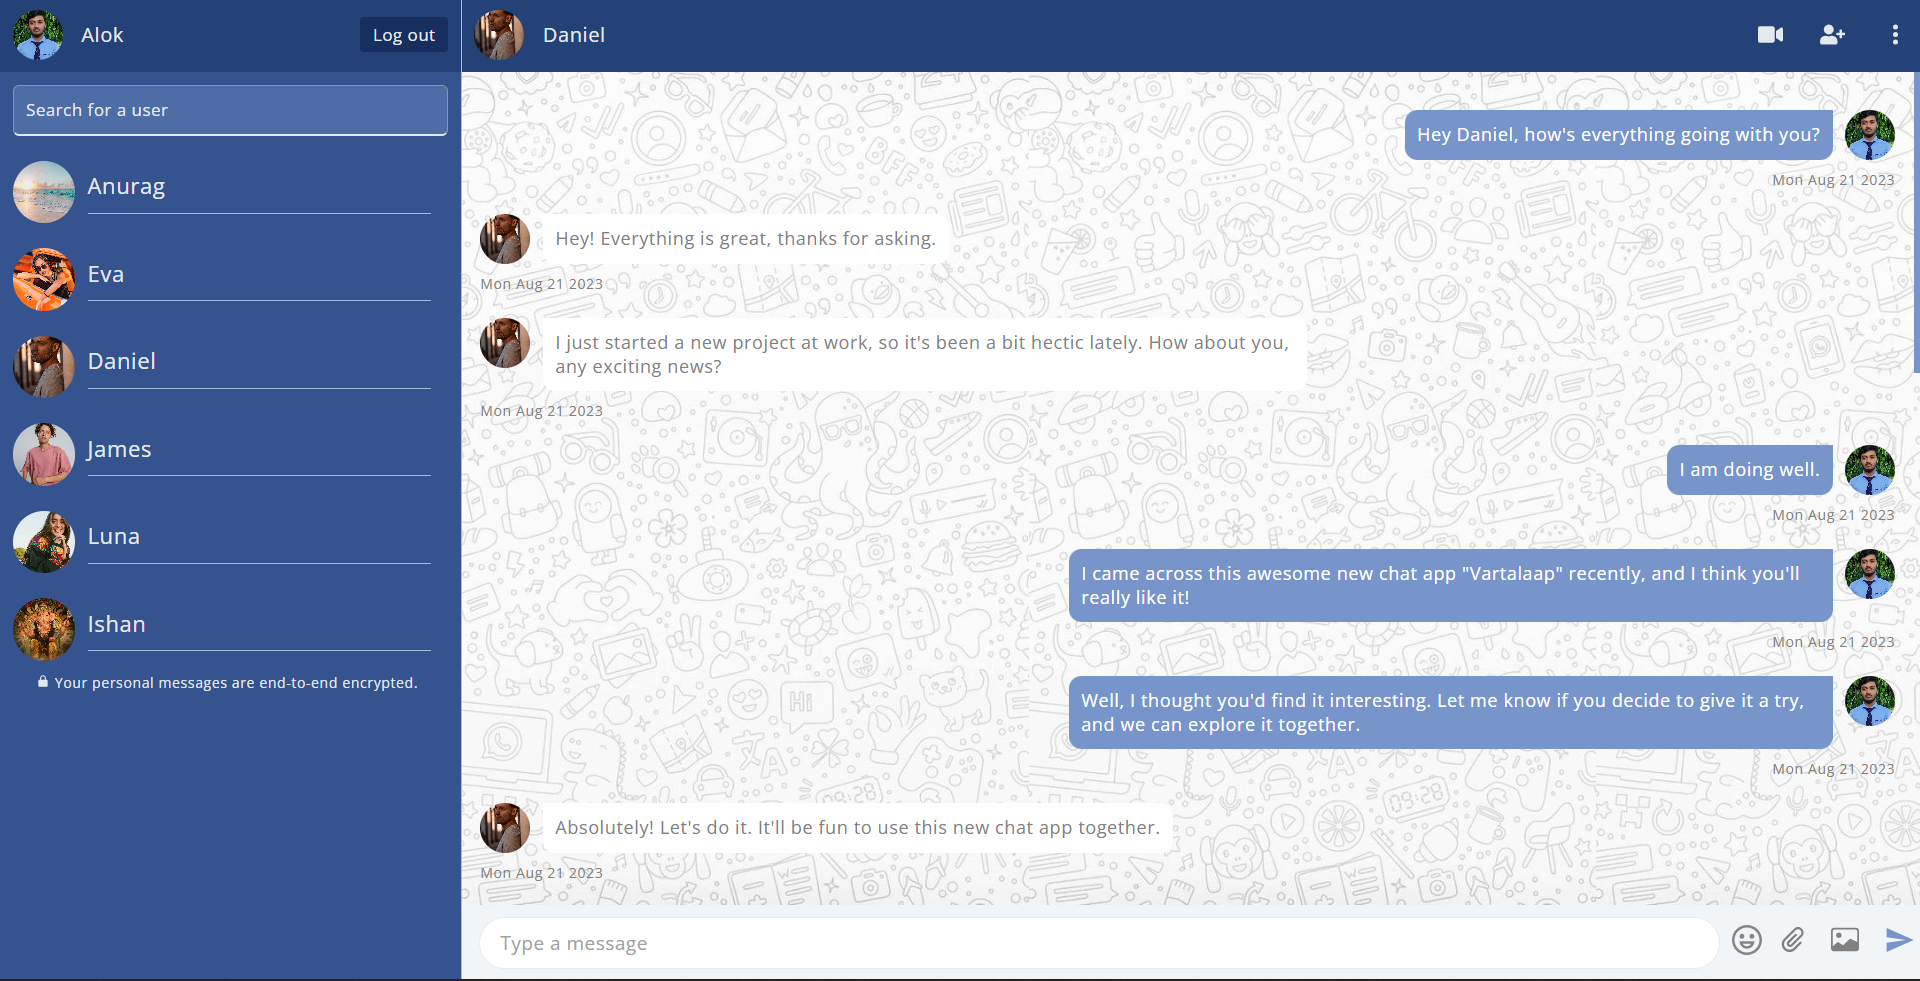 Alok
Log out
Search for a user
Anurag
Eva
Daniel
James
Luna
Ishan
Your personal messages are end-to-end encrypted.
Daniel
Hey Daniel, how's everything going with you?
Mon Aug 21 2023
Hey! Everything is great, thanks for asking.
Mon Aug 21 2023
I just started a new project at work, so it's been a bit hectic lately. How about you,
any exciting news?
Mon Aug 21 2023
I am doing well.
Mon Aug 21 2023
I came across this awesome new chat app "Vartalaap" recently, and I think you'll
really like it!
Mon Aug 21 2023
Hi
Well, I thought you'd find it interesting. Let me know if you decide to give it a try,
and we can explore it together.
Mon Aug 21 2023
09:28
09:28
Absolutely! Let's do it. It'll be fun to use this new chat app together.
Mon Aug 21 2023
Type a message